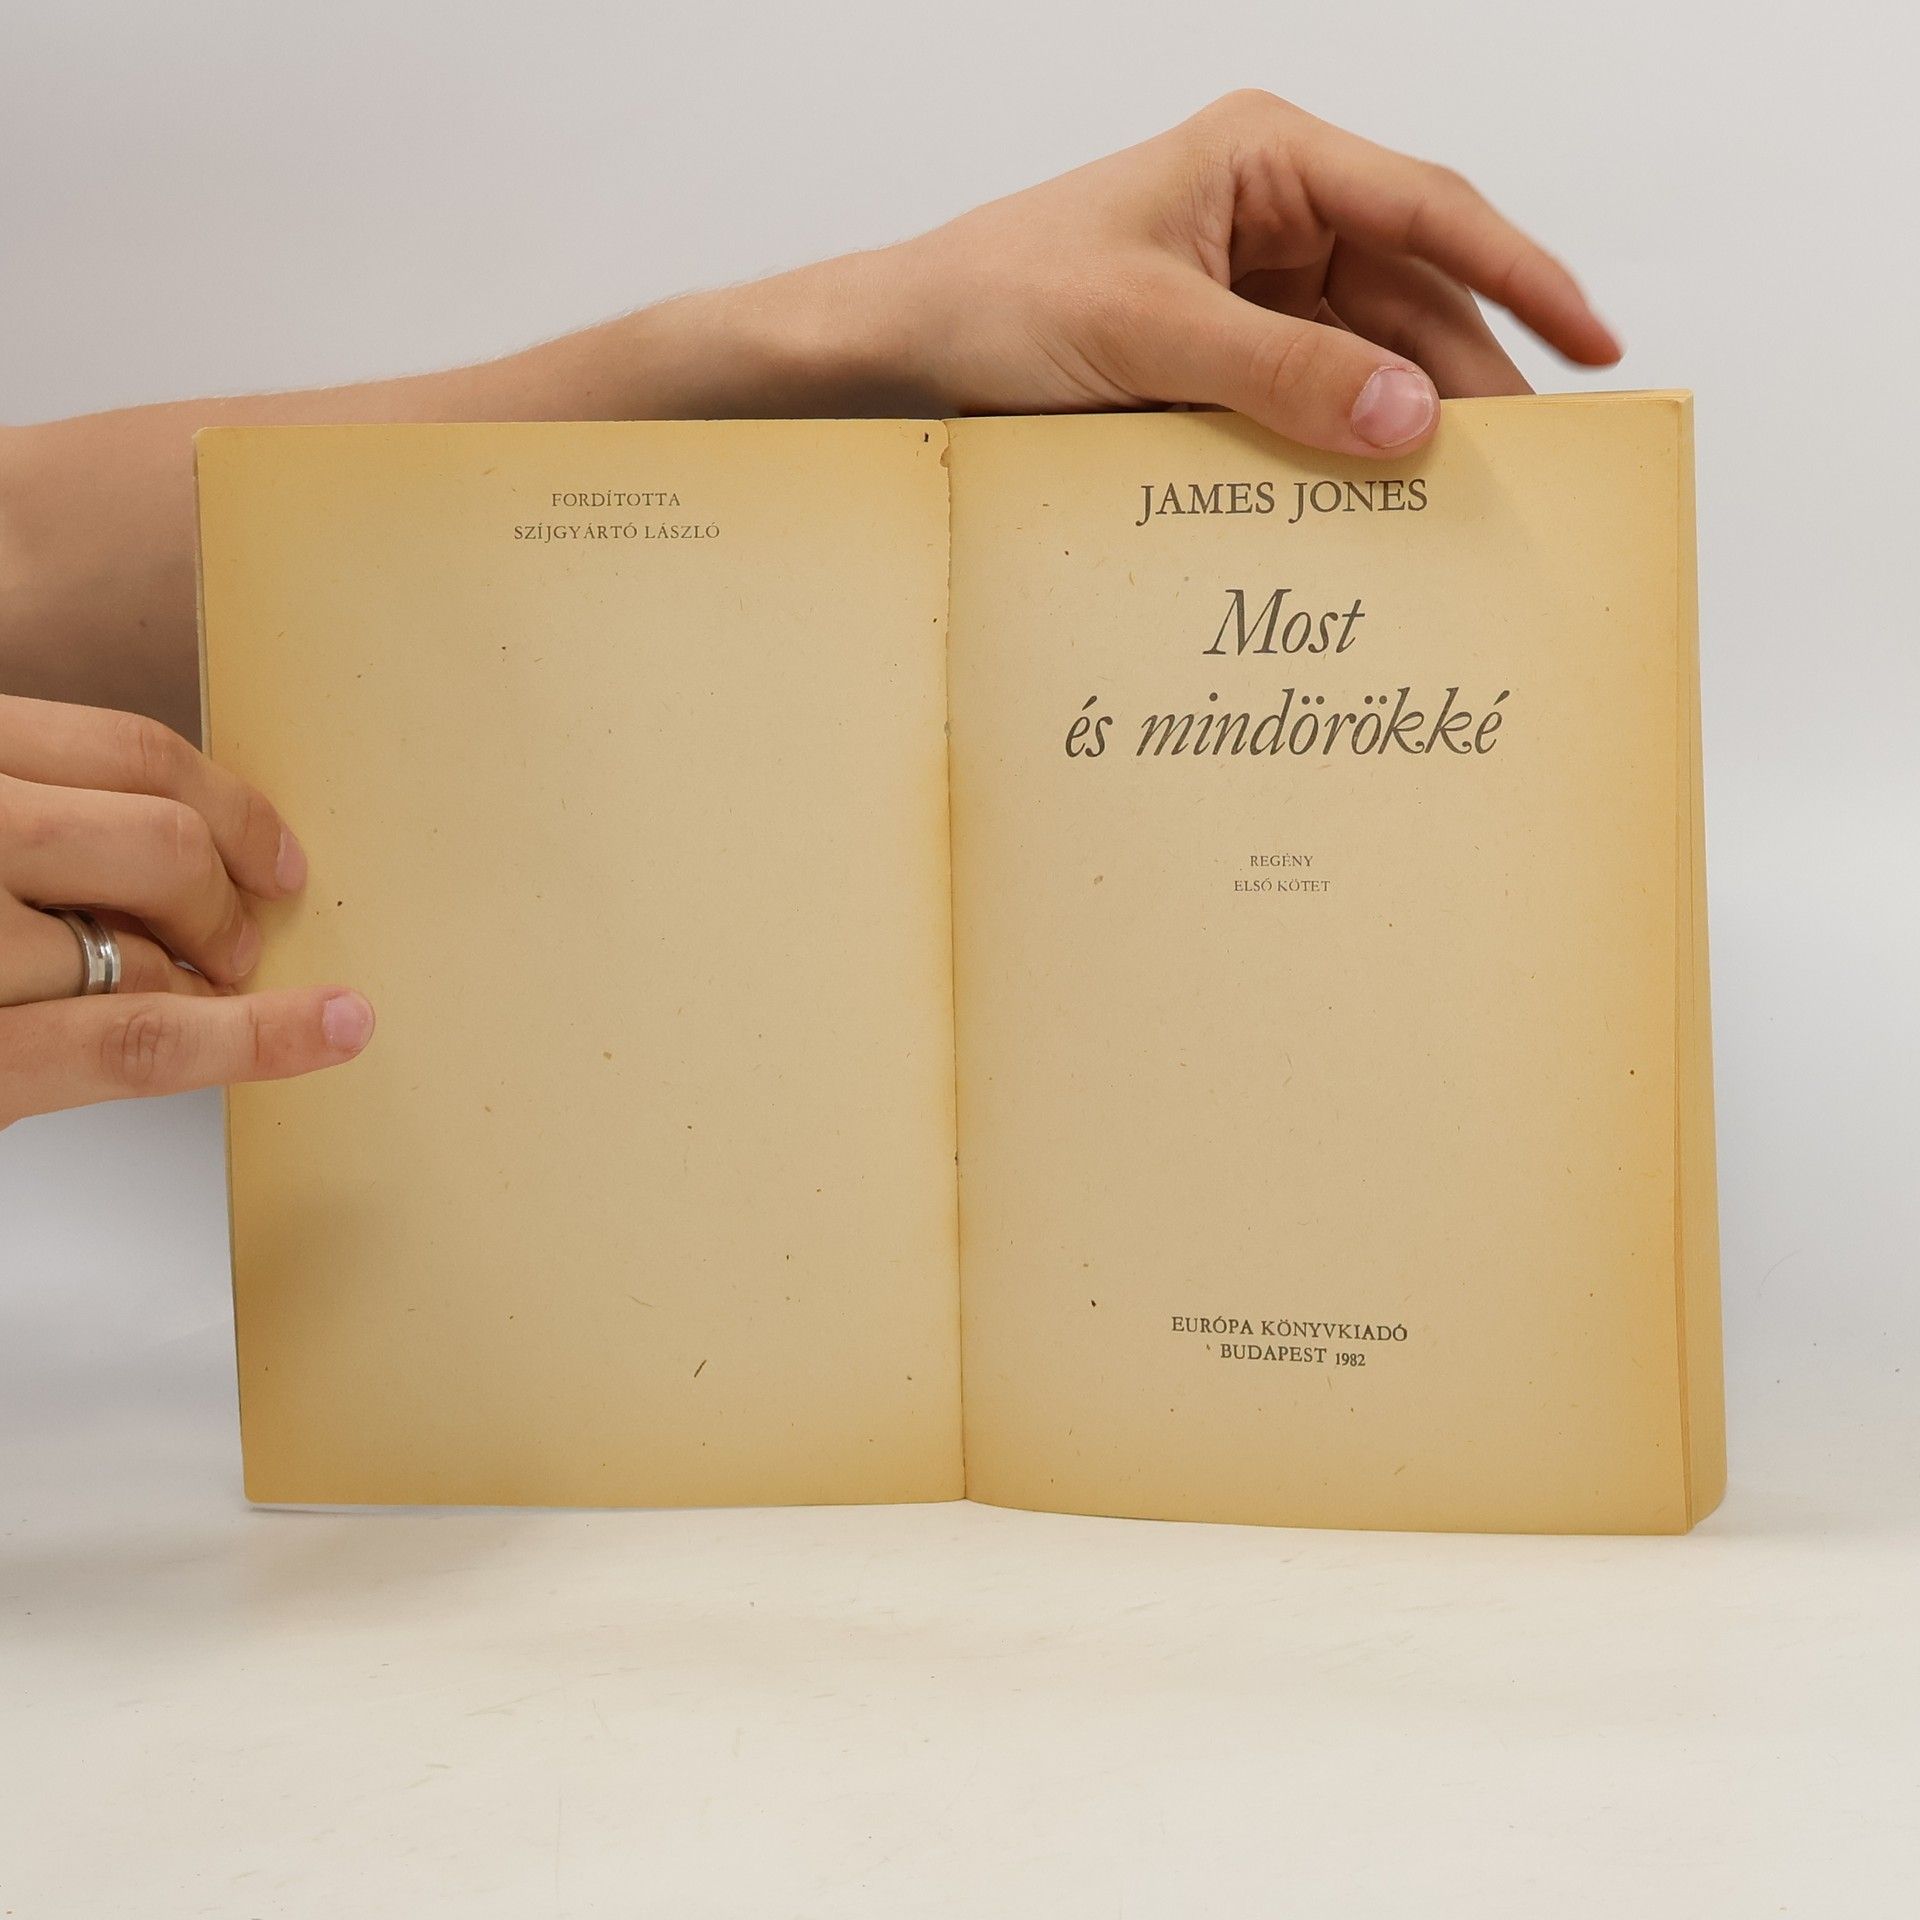 FORDÍTOTTA
SZÍJGYÁRTÓ LÁSZLÓ
JAMES JONES
Most
és mindörökké
REGÉNY
ELSŐ KÖTET
EURÓPA KÖNYVKIADÓ
BUDAPEST 1982